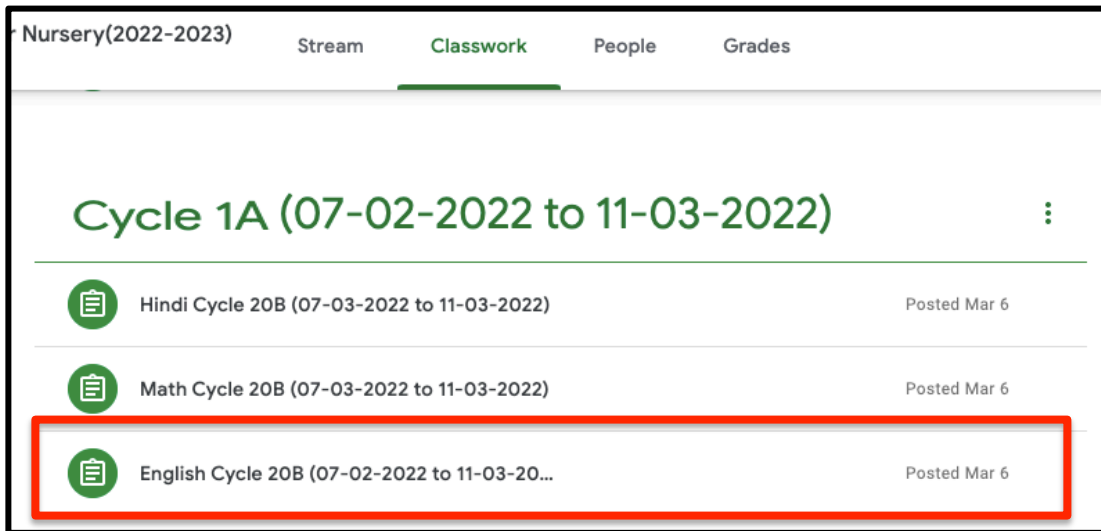 r Nursery(2022-2023)
Stream Classwork People Grades
Cycle 1A (07-02-2022 to 11-03-2022)
Hindi Cycle 20B (07-03-2022 to 11-03-2022) Posted Mar 6
Math Cycle 20B (07-03-2022 to 11-03-2022) Posted Mar 6
English Cycle 20B (07-02-2022 to 11-03-20... Posted Mar 6